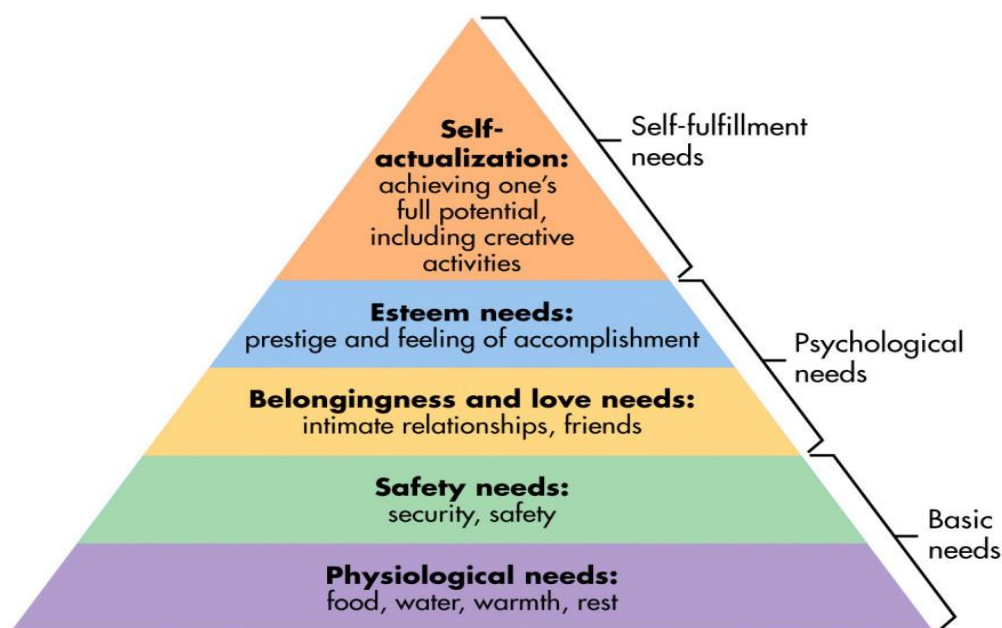 Self-
actualization:
achieving one's
full potential,
including creative
activities
Self-fulfillment
needs
Esteem needs:
prestige and feeling of accomplishment
Psychological
needs
Belongingness and love needs:
intimate relationships, friends
Safety needs:
security, safety
Basic
needs
Physiological needs:
food, water, warmth, rest